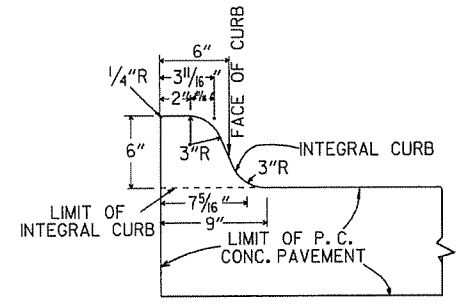 6"
3 11/16"
1/4"R
2"
FACE OF CURB
6"
3"R
INTEGRAL CURB
3"R
LIMIT OF
INTEGRAL CURB
7 5/16"
9"
LIMIT OF P.C.
CONC. PAVEMENT